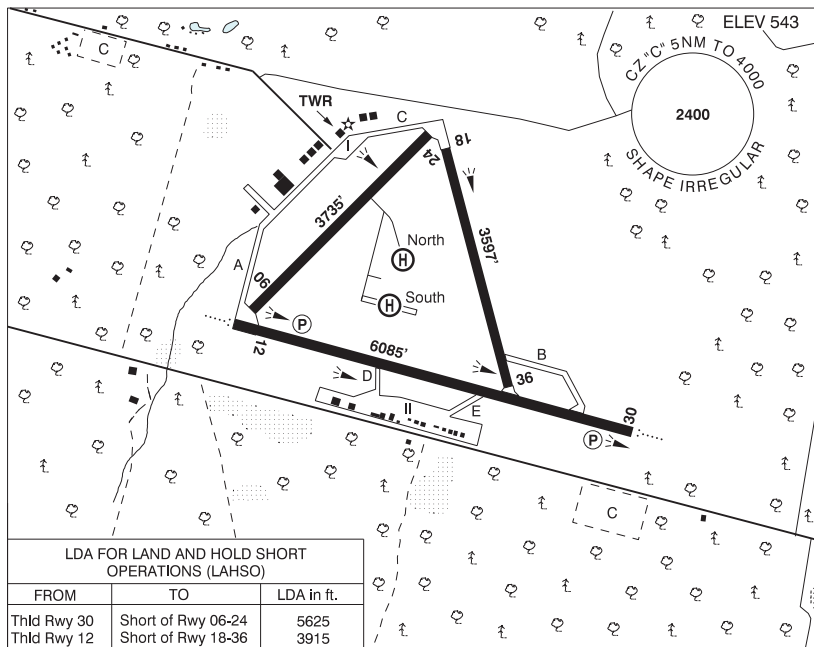 ELEV 543
CZ "C" 5NM TO 4000
2400
SHAPE IRREGULAR
C
TWR
C
I
18
24
3735'
3597'
North
H
A
South
H
06
P
12
6085'
B
D
36
II
E
30
P
C
LDA FOR LAND AND HOLD SHORT
OPERATIONS (LAHSO)
FROM TO LDA in ft.
Thld Rwy 30 Short of Rwy 06-24 5625
Thld Rwy 12 Short of Rwy 18-36 3915